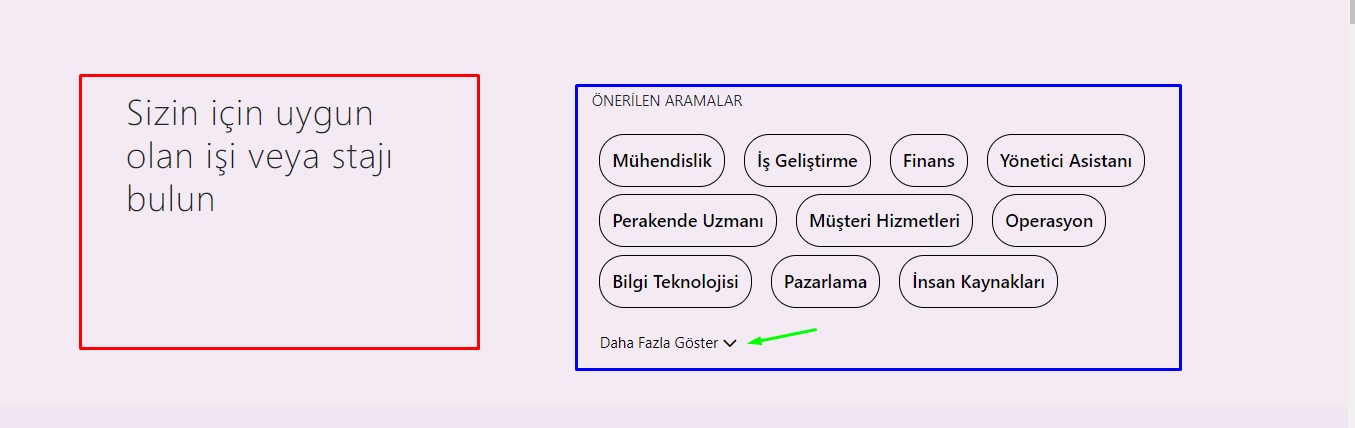 Sizin için uygun
olan işi veya stajı
bulun
ÖNERİLEN ARAMALAR
Mühendislik İş Geliştirme Finans Yönetici Asistanı
Perakende Uzmanı Müşteri Hizmetleri Operasyon
Bilgi Teknolojisi Pazarlama İnsan Kaynakları
Daha Fazla Göster